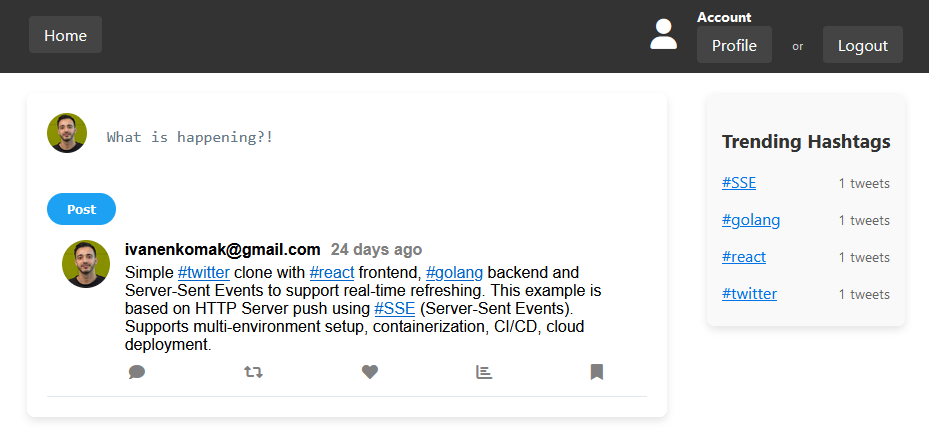 Home
Account
Profile
or
Logout
What is happening?!
Post
ivanenkomak@gmail.com 24 days ago
Simple #twitter clone with #react frontend, #golang backend and
Server-Sent Events to support real-time refreshing. This example is
based on HTTP Server push using #SSE (Server-Sent Events).
Supports multi-environment setup, containerization, CI/CD, cloud
deployment.
Trending Hashtags
#SSE 1 tweets
#golang 1 tweets
#react 1 tweets
#twitter 1 tweets